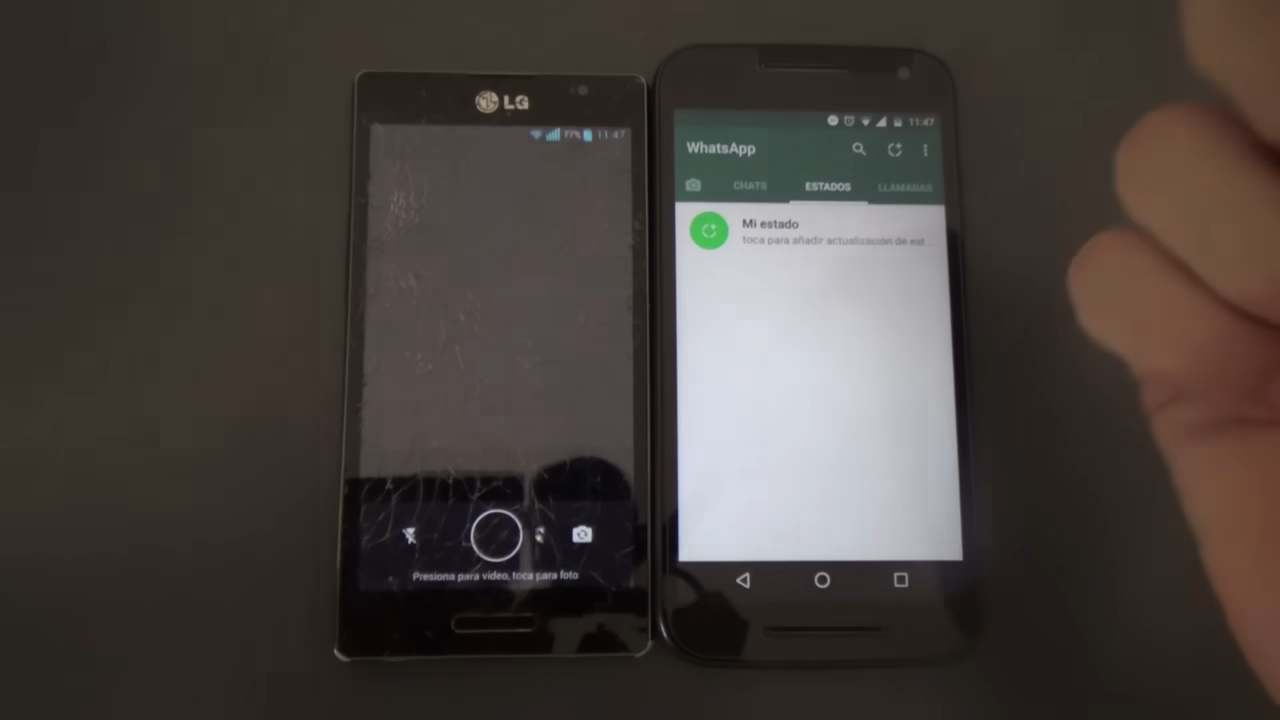 LG
77% 11:47
Presiona para vídeo, toca para foto
11:47
WhatsApp
CHATS ESTADOS LLAMADAS
Mi estado
toca para añadir actualización de est...